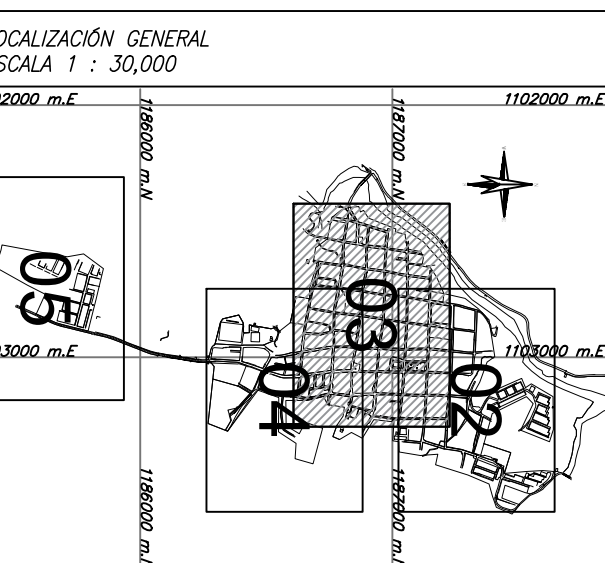 OCALIZACIÓN GENERAL
SCALA 1 : 30,000
02000 m.E
1186000 m.N
1187000 m.N
1102000 m.E
05
03
03000 m.E
1103000 m.E
04
02
1186000 m.N
1187000 m.N